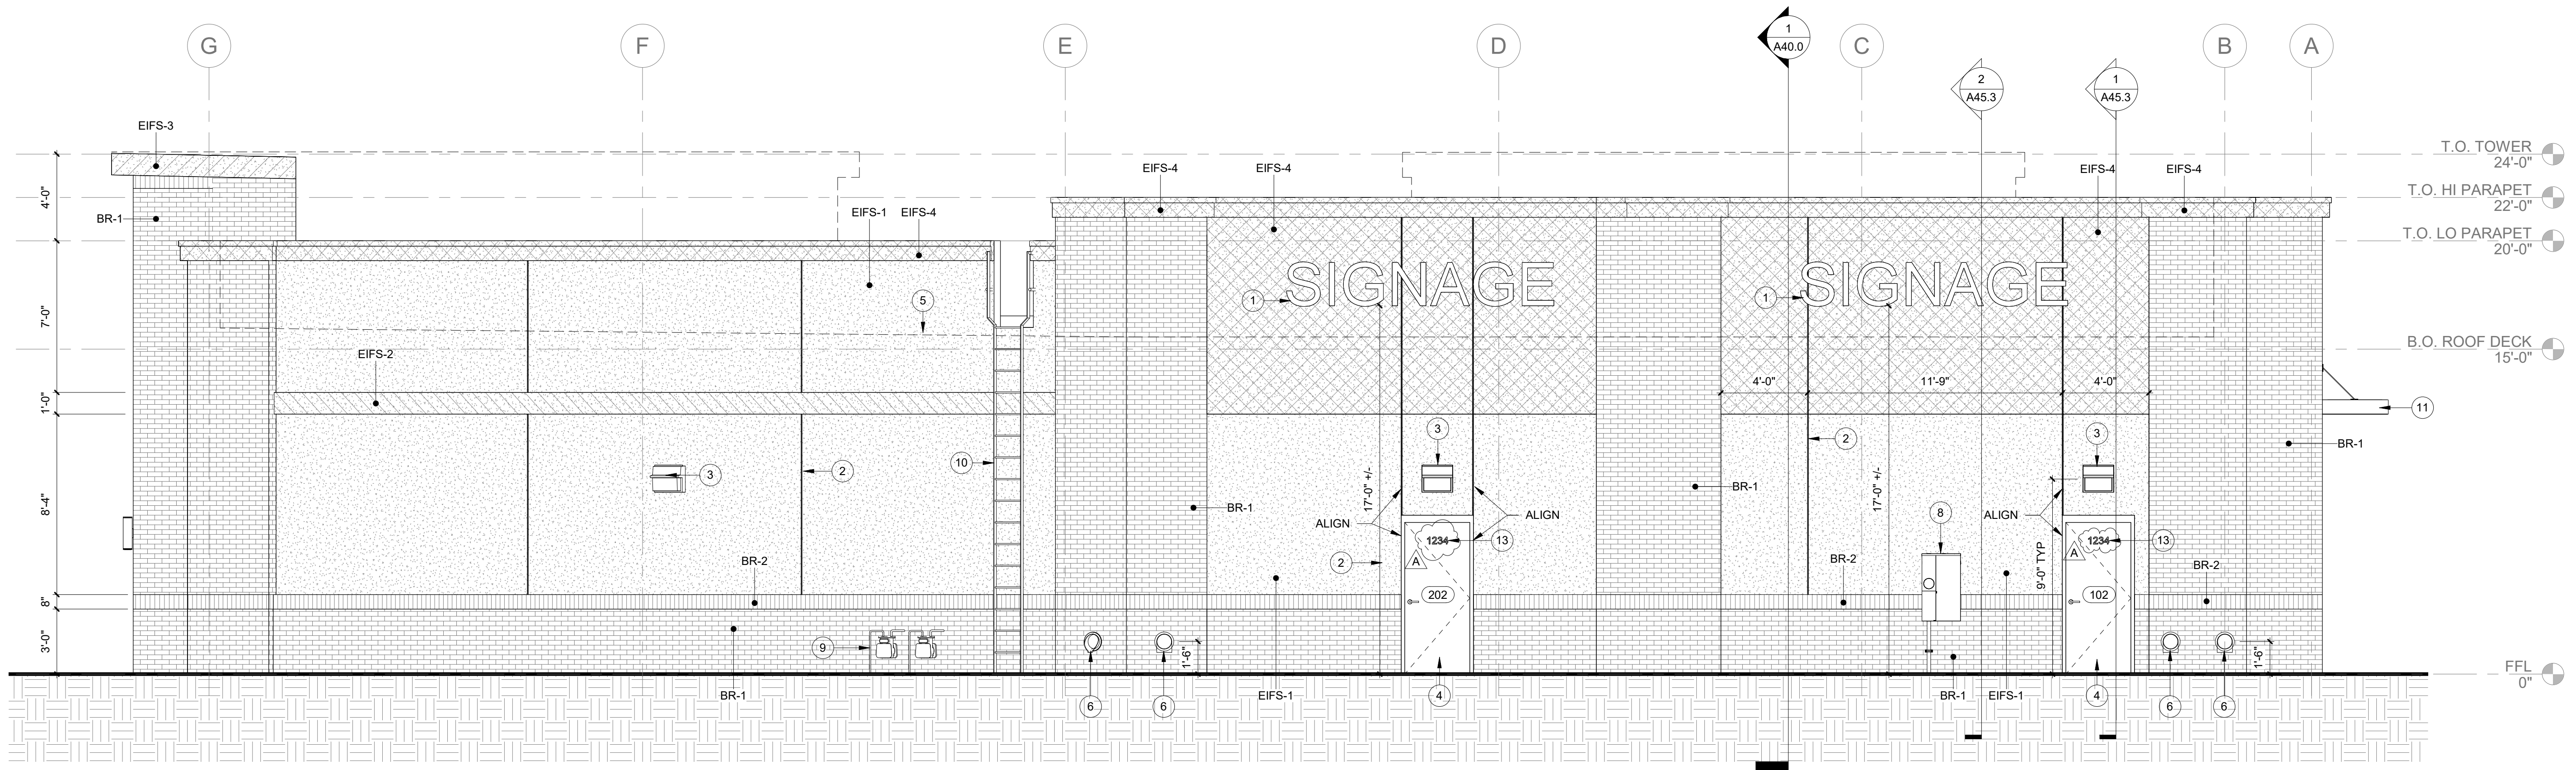 G
F
E
D
C
B
A
1
A40.0
2
A45.3
1
A45.3
EIFS-3
EIFS-4
EIFS-4
EIFS-4
EIFS-4
T.O. TOWER
24'-0"
T.O. HI PARAPET
22'-0"
T.O. LO PARAPET
20'-0"
B.O. ROOF DECK
15'-0"
FFL
0"
4'-0"
7'-0"
1'-0"
8'-4"
8"
3'-0"
BR-1
EIFS-1
EIFS-4
5
EIFS-2
3
2
10
BR-2
9
BR-1
1
SIGNAGE
1
SIGNAGE
4'-0"
11'-9"
4'-0"
11
BR-1
3
2
3
17'-0" +/-
17'-0" +/-
BR-1
BR-1
ALIGN
ALIGN
ALIGN
8
1234
13
1234
13
A
A
2
9'-0" TYP
BR-2
BR-2
202
102
1'-6"
1'-6"
6
6
EIFS-1
4
BR-1
EIFS-1
4
6
6